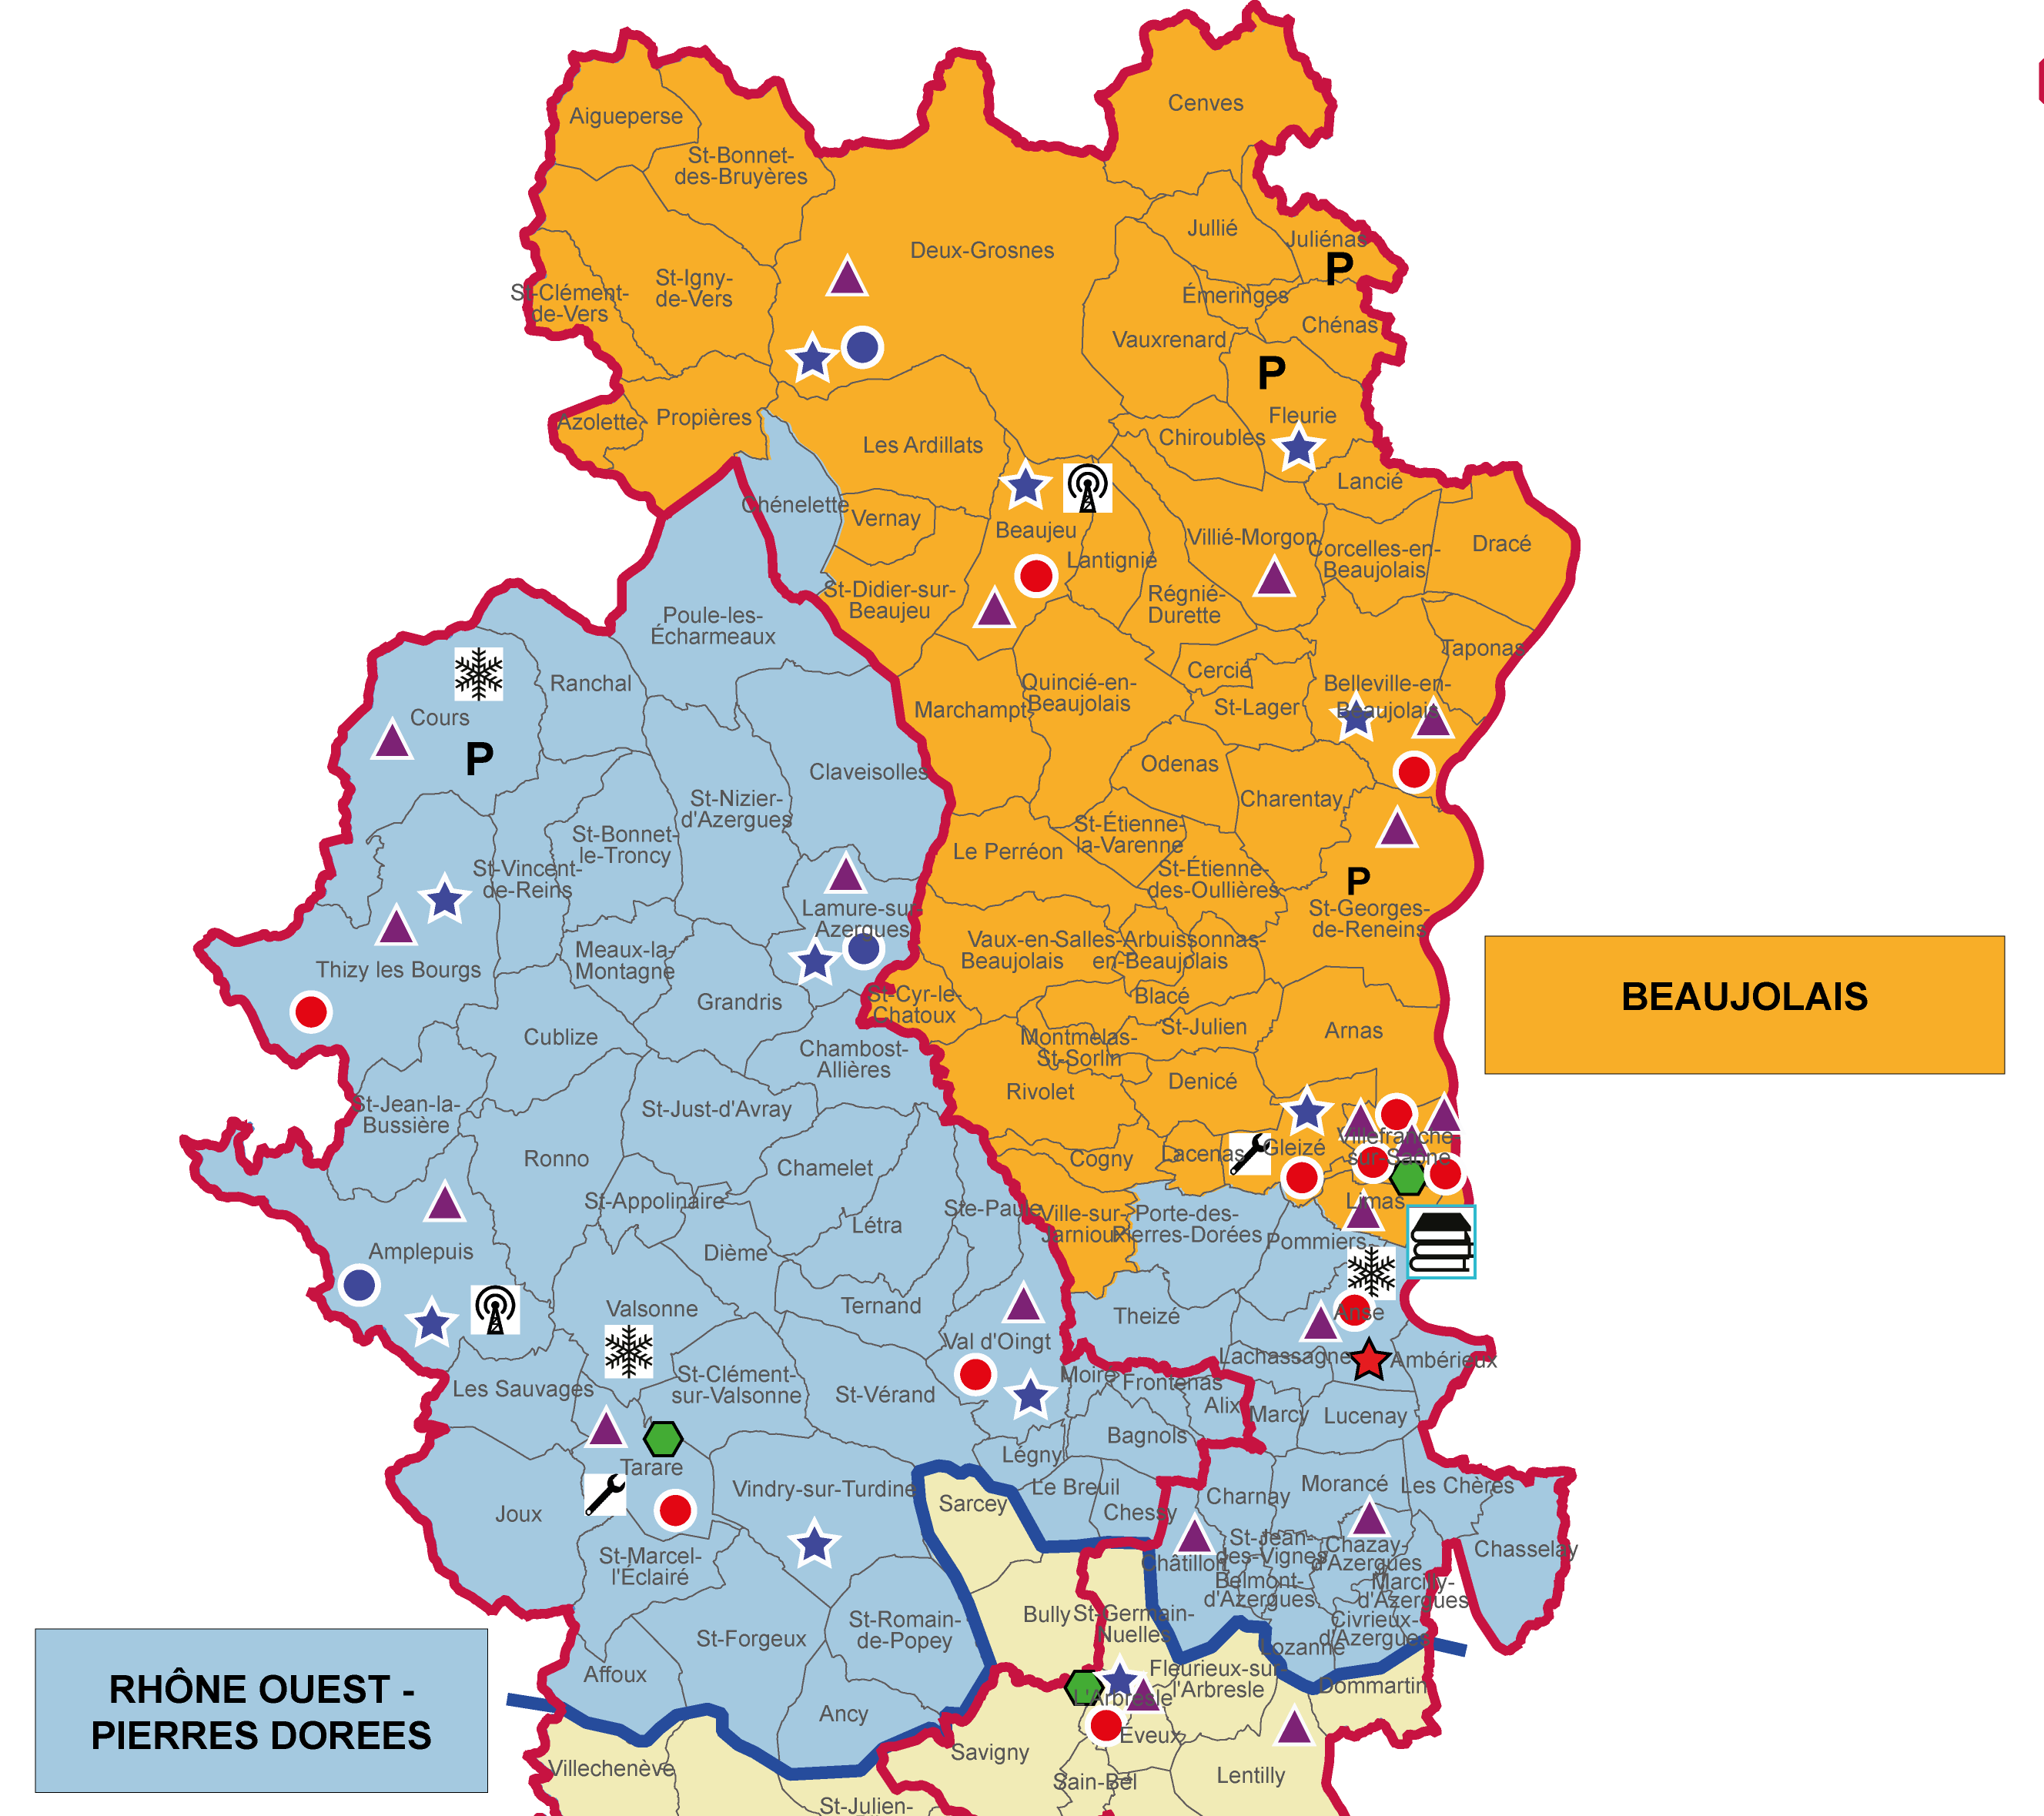 Cenves
Aigueperse
St-Bonnet-
des-Bruyères
Jullié
Juliénas
Deux-Grosnes
P
St-Igny-
de-Vers
St-Clément-
de-Vers
Émeringes
Chénas
Vauxrenard
P
Fleurie
Azolette
Propières
Les Ardillats
Chiroubles
Lancié
Chénelette
Vernay
Beaujeu
Lantignié
Villié-Morgon
Corcelles-en-
Beaujolais
Dracé
St-Didier-sur-
Beaujeu
Régnié-
Durette
Poule-les-
Écharmeaux
Taponas
Ranchal
Cercié
Belleville-en-
Beaujolais
Quincié-en-
Beaujolais
Marchampt
St-Lager
Cours
P
Claveisolles
Odenas
Charentay
St-Nizier-
d'Azergues
St-Bonnet-
le-Troncy
St-Étienne-
la-Varenne
Le Perréon
St-Vincent-
de-Reins
St-Étienne-
des-Oullières
P
St-Georges-
de-Reneins
Lamure-sur-
Azergues
Vaux-en-
Beaujolais
Salles-Arbuissonnas-
en-Beaujolais
Meaux-la-
Montagne
Thizy les Bourgs
Grandris
St-Cyr-le-
Chatoux
Blacé
BEAUJOLAIS
Cublize
St-Julien
Arnas
Montmelas-
St-Sorlin
Chambost-
Allières
Denicé
Rivolet
St-Jean-la-
Bussière
St-Just-d'Avray
Villefranche-
sur-Saône
Gleizé
Lacenas
Cogny
Ronno
Chamelet
St-Appolinaire
Ste-Paule
Limas
Létra
Ville-sur-
Jarnioux
Porte-des-
Pierres-Dorées
Pommiers
Amplepuis
Dième
Valsonne
Ternand
Theizé
Anse
Val d'Oingt
Lachassagne
Ambérieux
Les Sauvages
St-Clément-
sur-Valsonne
St-Vérand
Moiré
Frontenas
Alix
Marcy
Lucenay
Bagnols
Légny
Tarare
Vindry-sur-Turdine
Le Breuil
Morancé
Les Chères
Charnay
Sarcey
Joux
Chessy
St-Jean-
des-Vignes
Chazay-
d'Azergues
Chasselay
St-Marcel-
l'Éclairé
Châtillon
Belmont-
d'Azergues
Marcilly-
d'Azergues
Bully
St-Germain-
Nuelles
Civrieux-
d'Azergues
St-Romain-
de-Popey
St-Forgeux
Lozanne
Affoux
Fleurieux-sur-
l'Arbresle
Dommartin
RHÔNE OUEST -
PIERRES DOREES
L'Arbresle
Ancy
Éveux
Savigny
Villechenève
Sain-Bel
Lentilly
St-Julien-